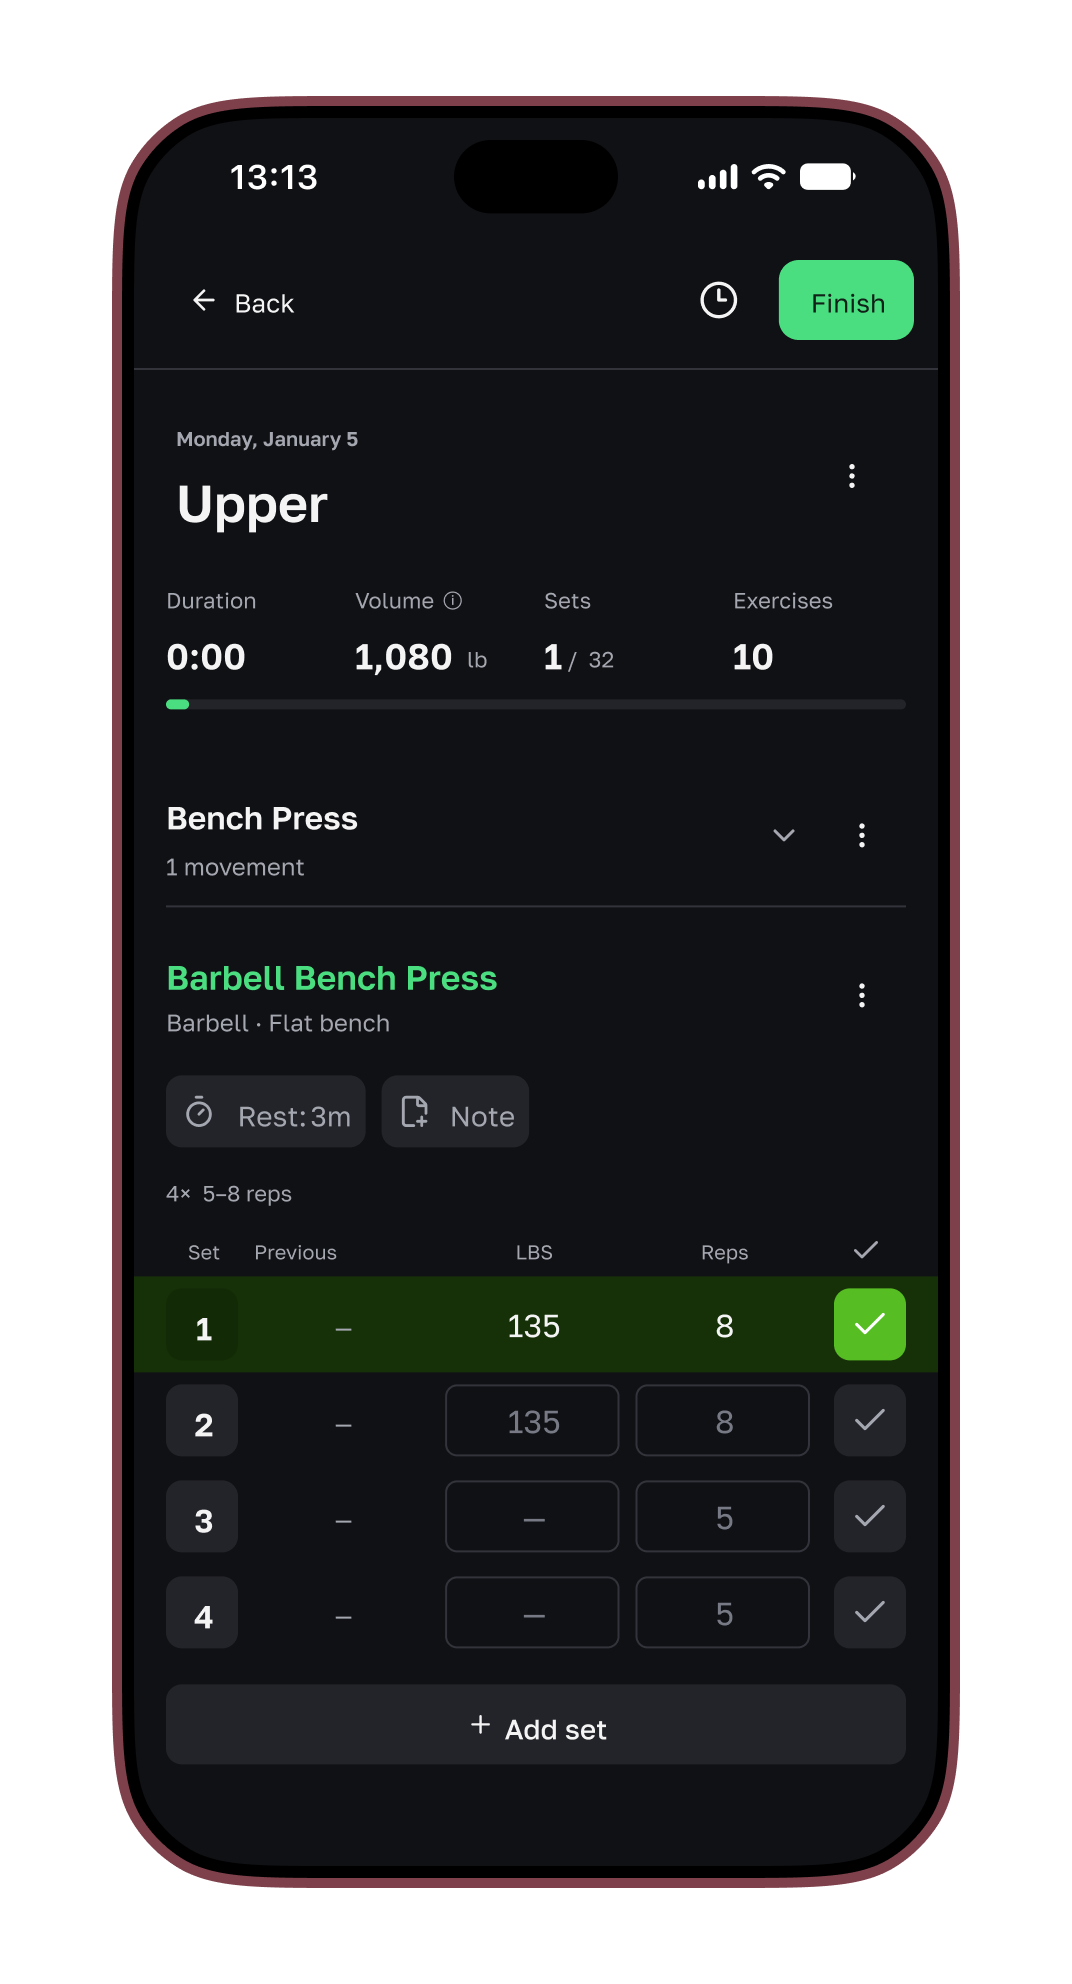 13:13
Back
Finish
Monday, January 5
Upper
Duration Volume Sets Exercises
0:00 1,080 lb 1 / 32 10
Bench Press
1 movement
Barbell Bench Press
Barbell · Flat bench
Rest: 3m Note
4× 5–8 reps
Set Previous LBS Reps
1 – 135 8
2 – 135 8
3 – – 5
4 – – 5
+ Add set